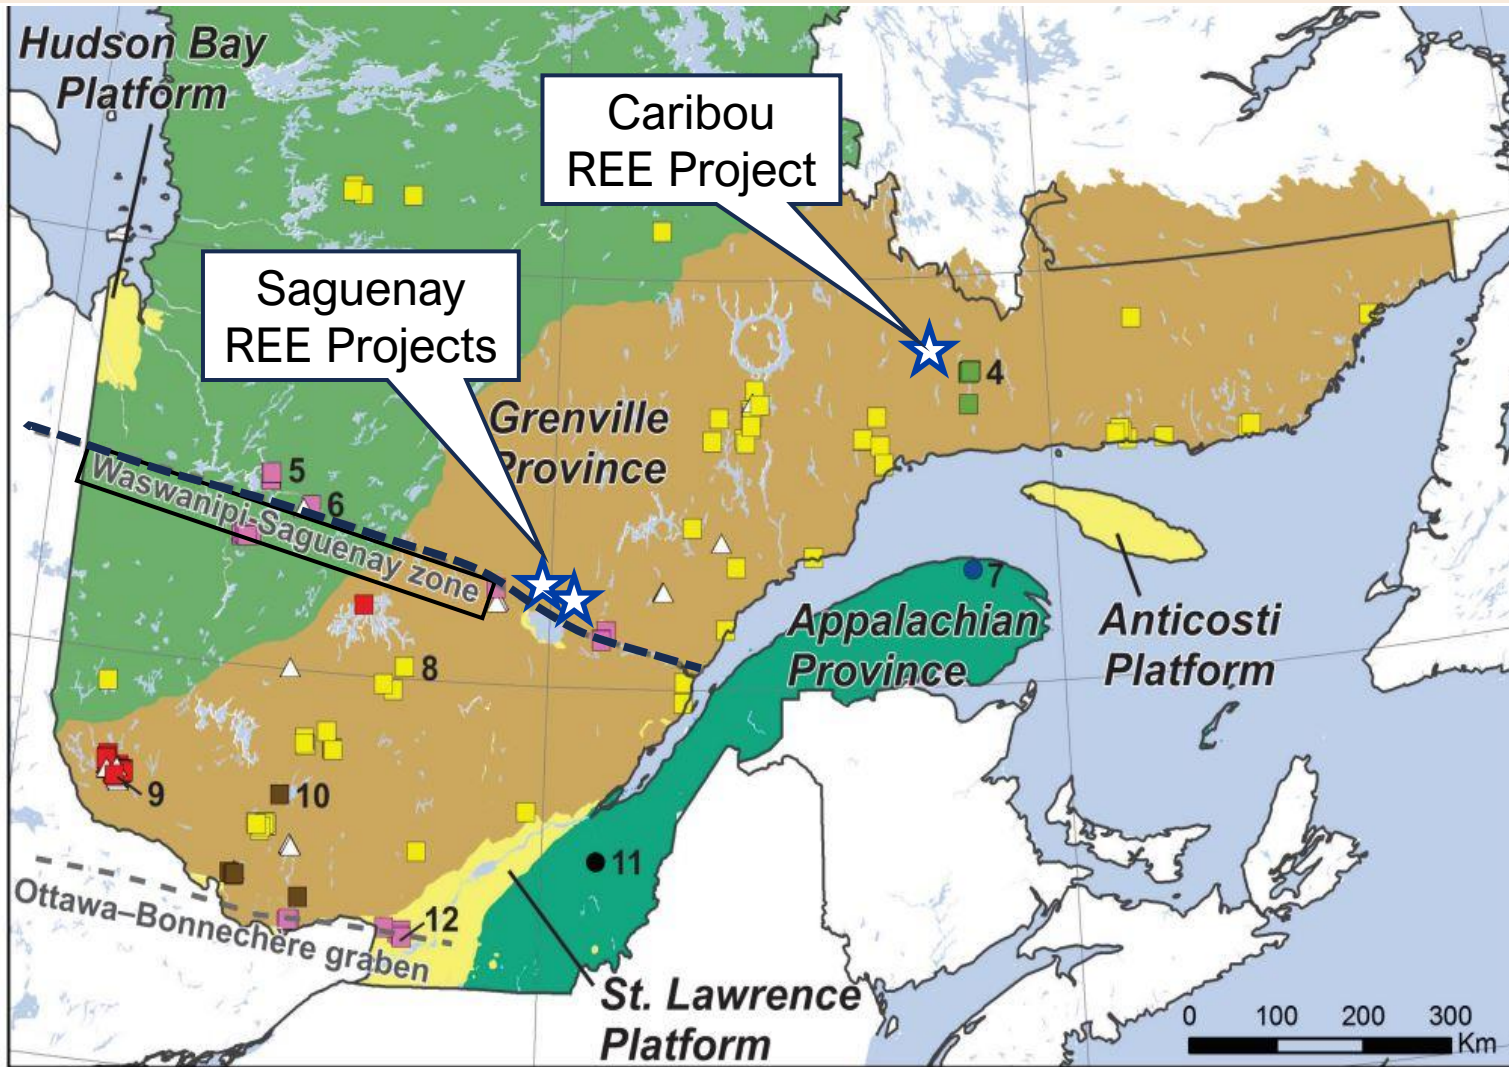 Hudson Bay
Platform
Caribou
REE Project
Saguenay
REE Projects
4
Grenville
Province
5
6
Waswanipi-Saguenay zone
7
Appalachian
Province
Anticosti
Platform
8
9
10
11
Ottawa–Bonnechère graben
12
St. Lawrence
Platform
0 100 200 300
Km